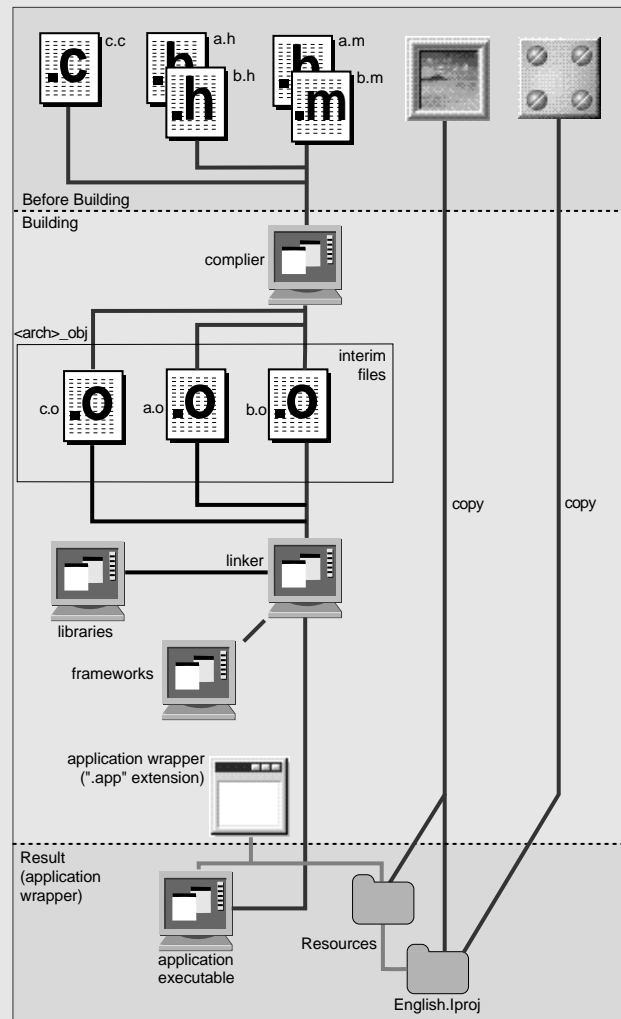 c.c
a.h
a.m
b.h
b.m
.c
.h
.h
.h
.m
Before Building
Building
complier
<arch>_obj
interim
files
c.o
a.o
b.o
.o
.o
.o
copy
copy
linker
libraries
frameworks
application wrapper
(".app" extension)
Result
(application
wrapper)
Resources
application
executable
English.lproj